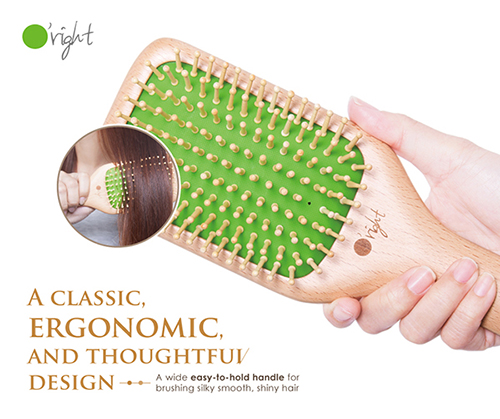 O'right
O'right
A CLASSIC,
ERGONOMIC,
AND THOUGHTFUL
DESIGN
A wide easy-to-hold handle for
brushing silky smooth, shiny hair